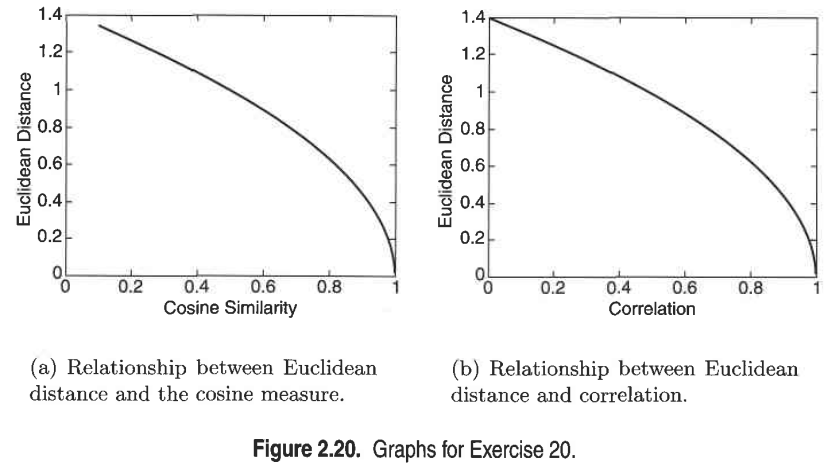 1.4
1.2
1
0.8
0.6
0.4
0.2
0
Euclidean Distance
0 0.2 0.4 0.6 0.8 1
Cosine Similarity
1.4
1.2
1
0.8
0.6
0.4
0.2
0
Euclidean Distance
0 0.2 0.4 0.6 0.8 1
Correlation
(a) Relationship between Euclidean
distance and the cosine measure.
(b) Relationship between Euclidean
distance and correlation.
Figure 2.20. Graphs for Exercise 20.